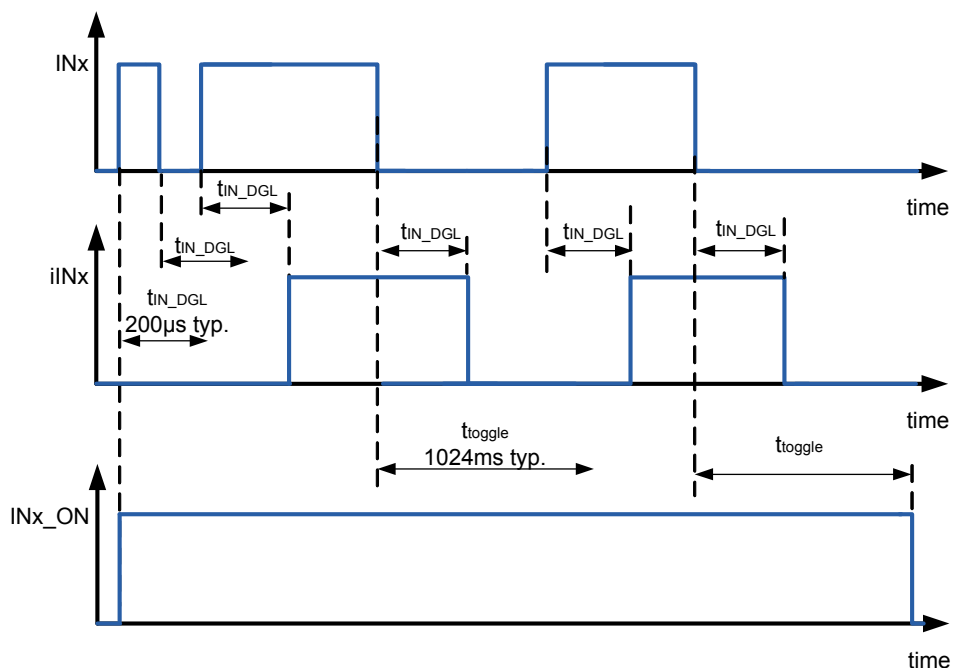 INx
time
tIN_DGL
tIN_DGL
tIN_DGL
tIN_DGL
tIN_DGL
iINx
tIN_DGL
200µs typ.
time
ttoggle
1024ms typ.
ttoggle
INx_ON
time